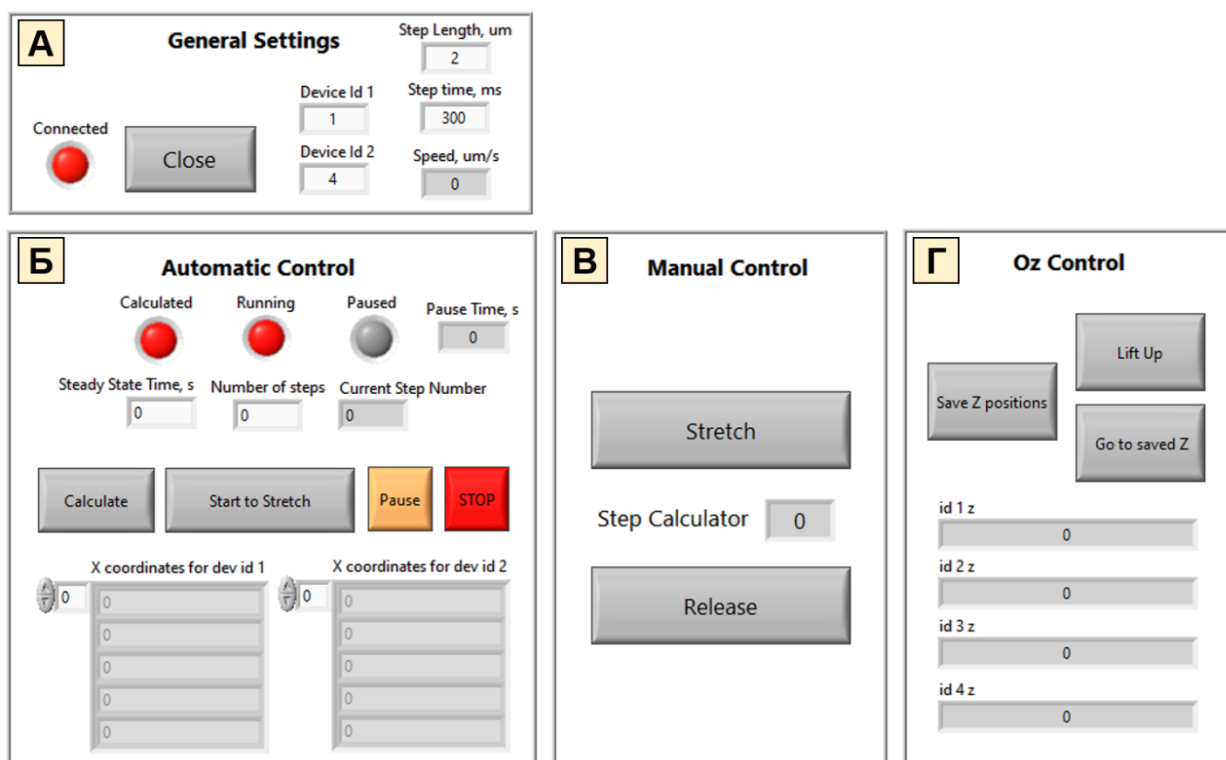 А
General Settings
Step Length, um
2
Device Id 1
Step time, ms
1
300
Connected
Close
Device Id 2
Speed, um/s
4
0
Б
Automatic Control
Calculated
Running
Paused
Pause Time, s
0
Steady State Time, s
Number of steps
Current Step Number
0
0
0
Calculate
Start to Stretch
Pause
STOP
X coordinates for dev id 1
X coordinates for dev id 2
0
0
0
0
0
0
0
0
0
0
0
0
В
Manual Control
Stretch
Step Calculator
0
Release
Г
Oz Control
Lift Up
Save Z positions
Go to saved Z
id 1 z
0
id 2 z
0
id 3 z
0
id 4 z
0